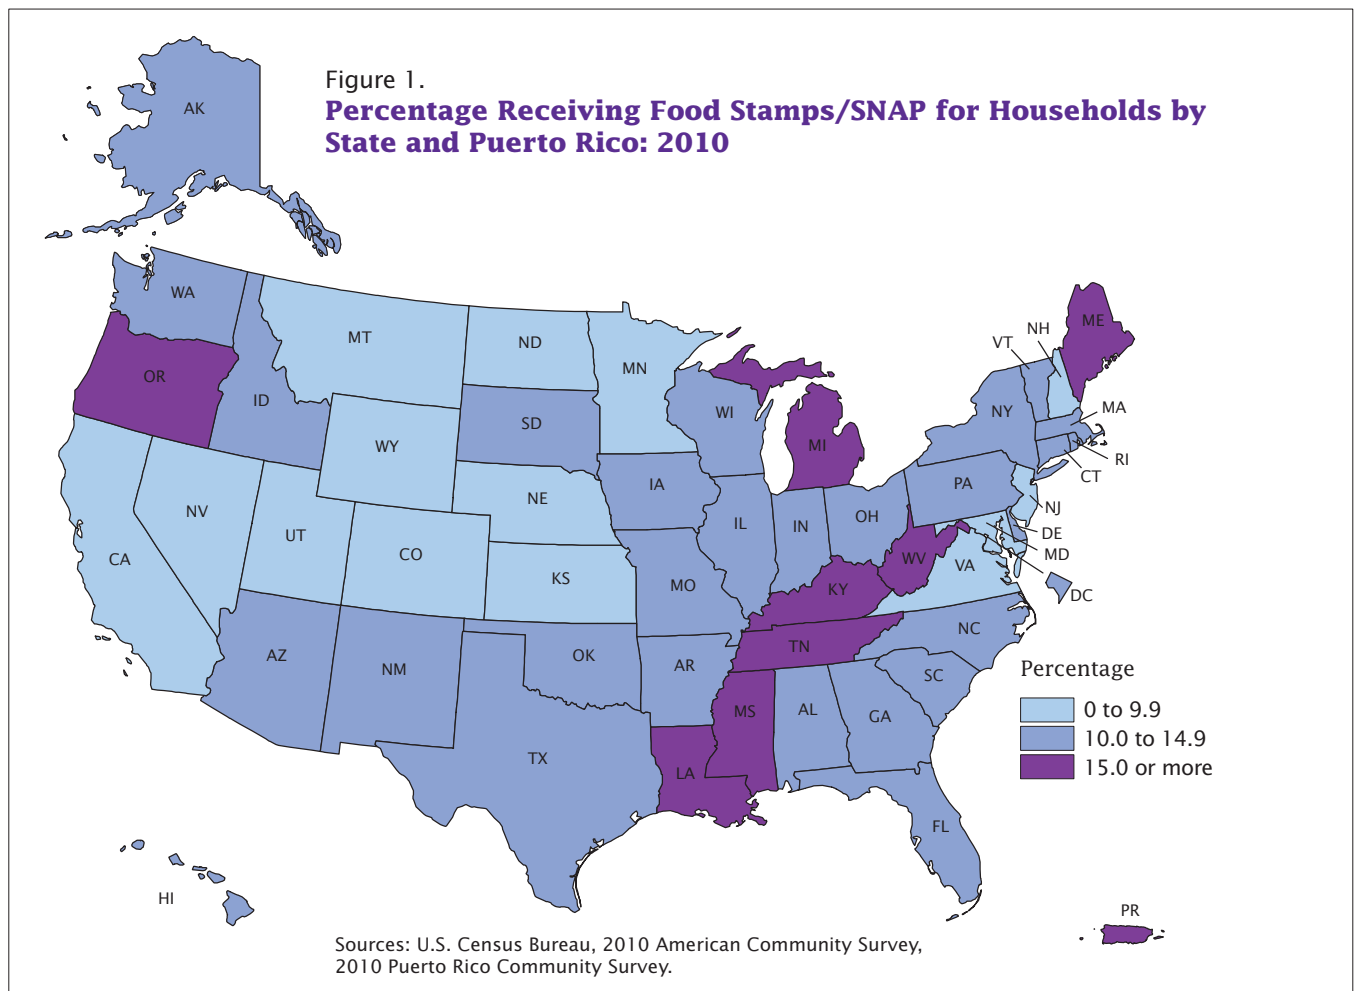 Figure 1.
Percentage Receiving Food Stamps/SNAP for Households by
State and Puerto Rico: 2010
AK
WA
MT
ND
MN
OR
ID
SD
WI
MI
WY
NY
VT
NH
ME
MA
RI
CT
NV
UT
NE
IA
IL
IN
OH
PA
NJ
DE
MD
DC
CA
CO
KS
MO
KY
WV
VA
AZ
NM
OK
AR
TN
NC
SC
TX
LA
MS
AL
GA
FL
HI
PR
Percentage
0 to 9.9
10.0 to 14.9
15.0 or more
Sources: U.S. Census Bureau, 2010 American Community Survey,
2010 Puerto Rico Community Survey.